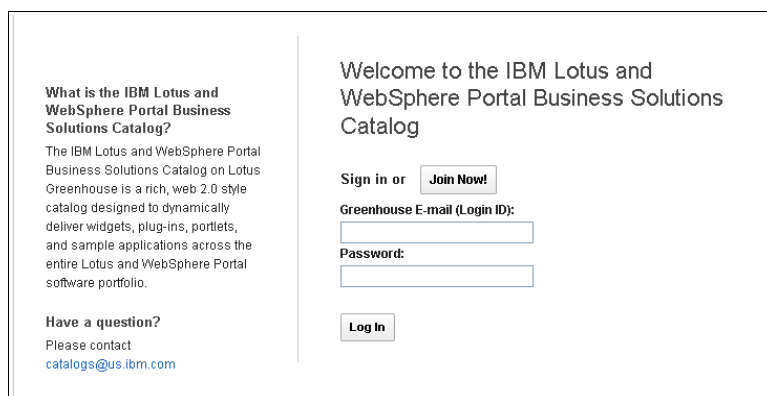 What is the IBM Lotus and
WebSphere Portal Business
Solutions Catalog?
The IBM Lotus and WebSphere Portal
Business Solutions Catalog on Lotus
Greenhouse is a rich, web 2.0 style
catalog designed to dynamically
deliver widgets, plug-ins, portlets,
and sample applications across the
entire Lotus and WebSphere Portal
software portfolio.
Have a question?
Please contact
catalogs@us.ibm.com
Welcome to the IBM Lotus and
WebSphere Portal Business Solutions
Catalog
Sign in or Join Now!
Greenhouse E-mail (Login ID):
Password:
Log In